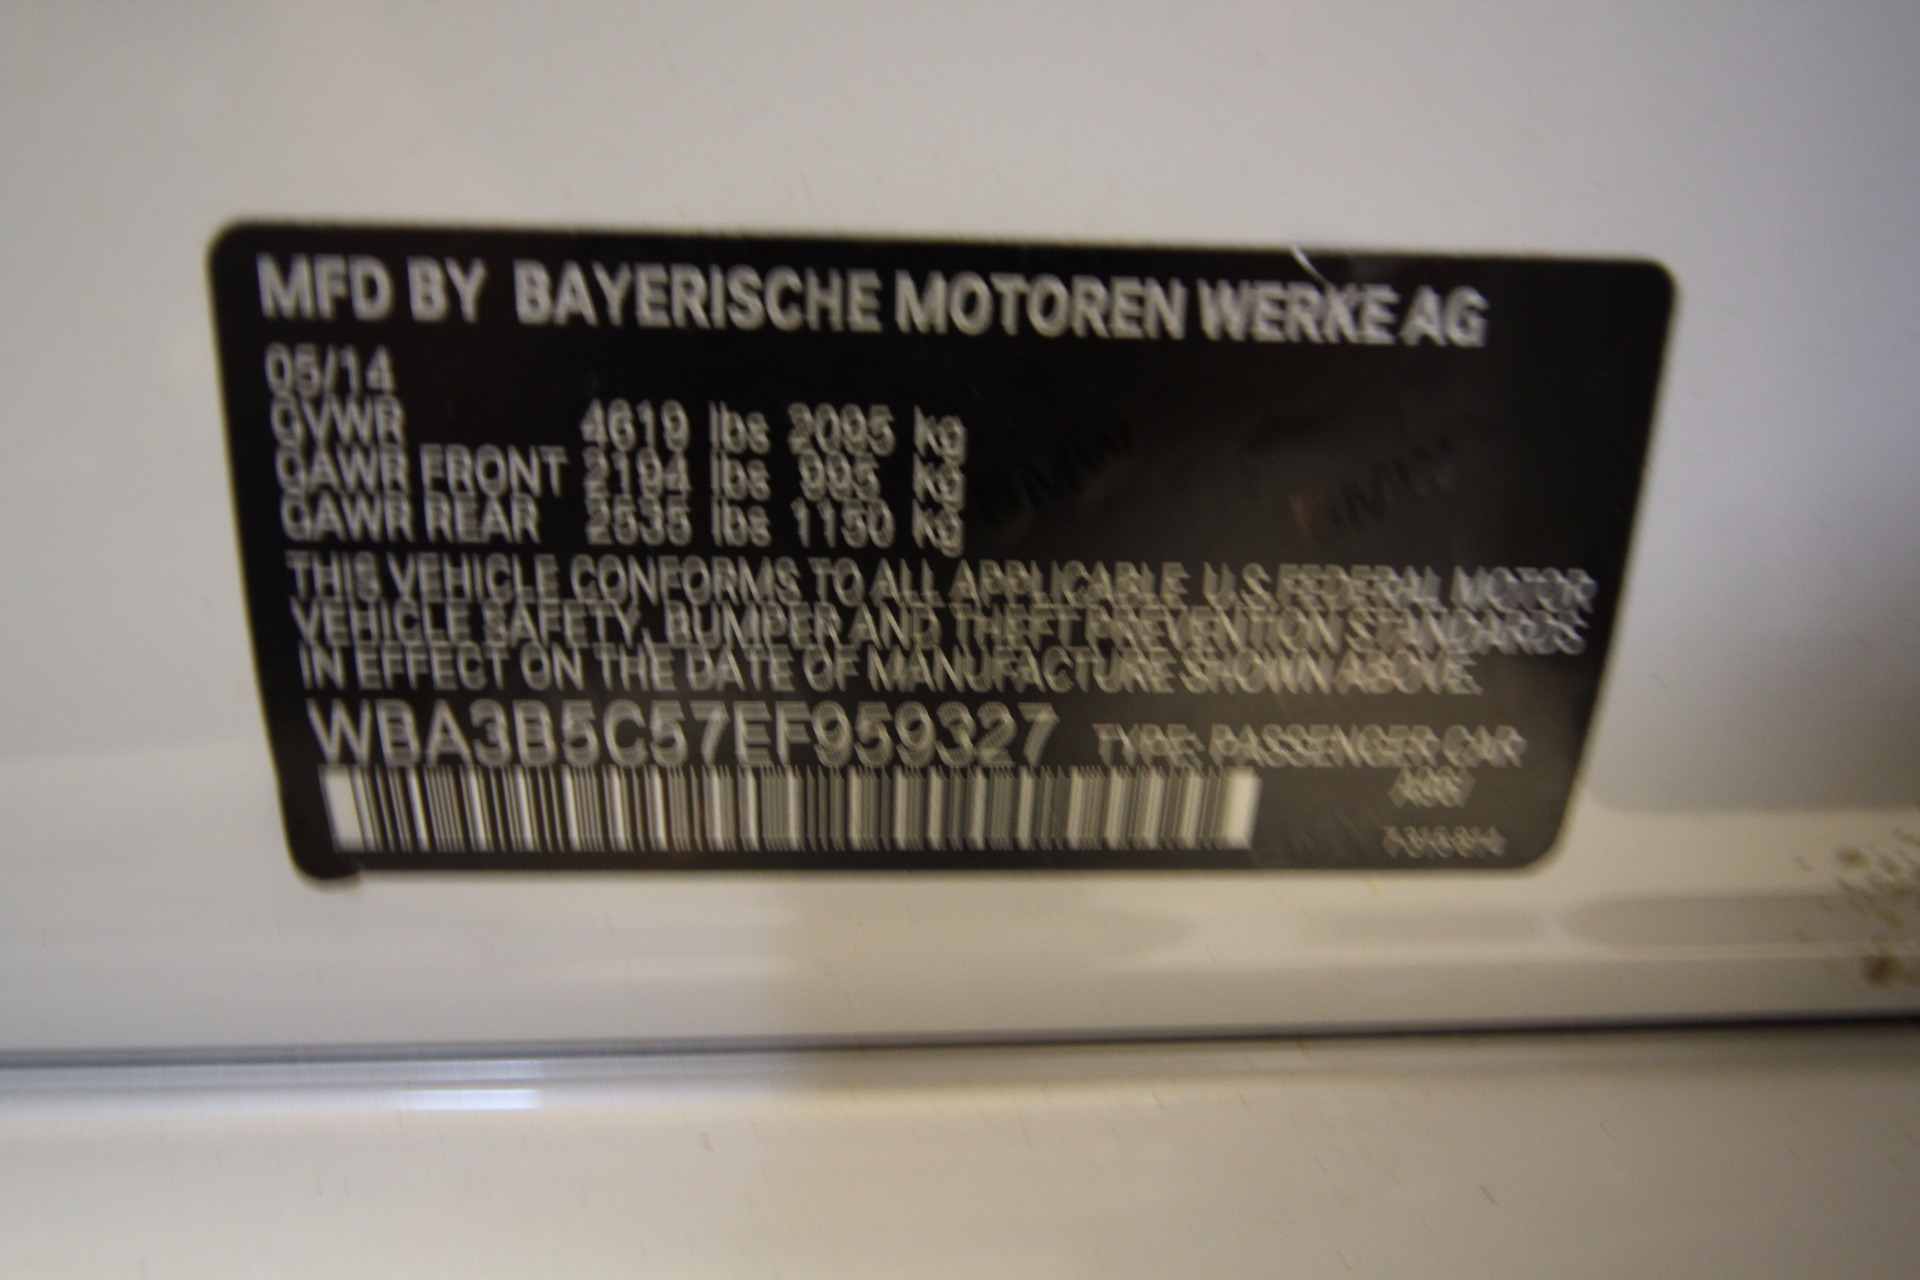 MFD BY BAYERISCHE MOTOREN WERKE AG
05/14
GVWR 4619 lbs 2095 kg
GAWR FRONT 2194 lbs 995 kg
GAWR REAR 2535 lbs 1150 kg
THIS VEHICLE CONFORMS TO ALL APPLICABLE U.S. FEDERAL MOTOR
VEHICLE SAFETY, BUMPER AND THEFT PREVENTION STANDARDS
IN EFFECT ON THE DATE OF MANUFACTURE SHOWN ABOVE.
WBA3B5C57EF959327 TYPE: PASSENGER CAR